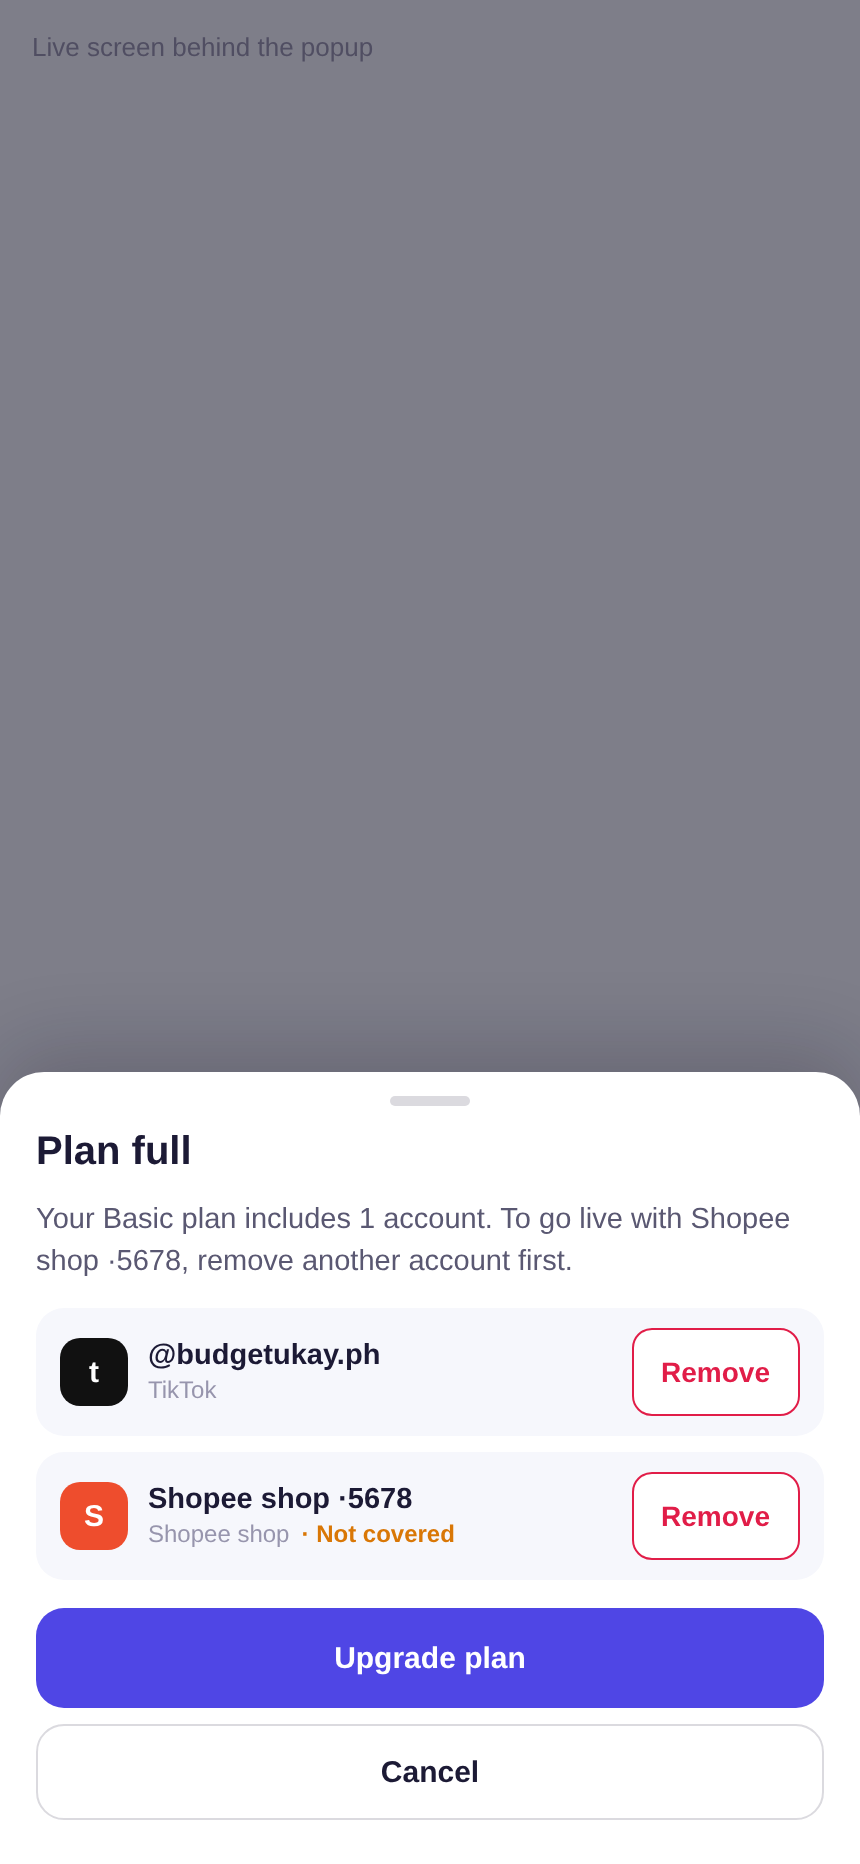 Live screen behind the popup
Plan full
Your Basic plan includes 1 account. To go live with Shopee
shop ·5678, remove another account first.
t
@budgetukay.ph
TikTok
Remove
S
Shopee shop ·5678
Shopee shop · Not covered
Remove
Upgrade plan
Cancel